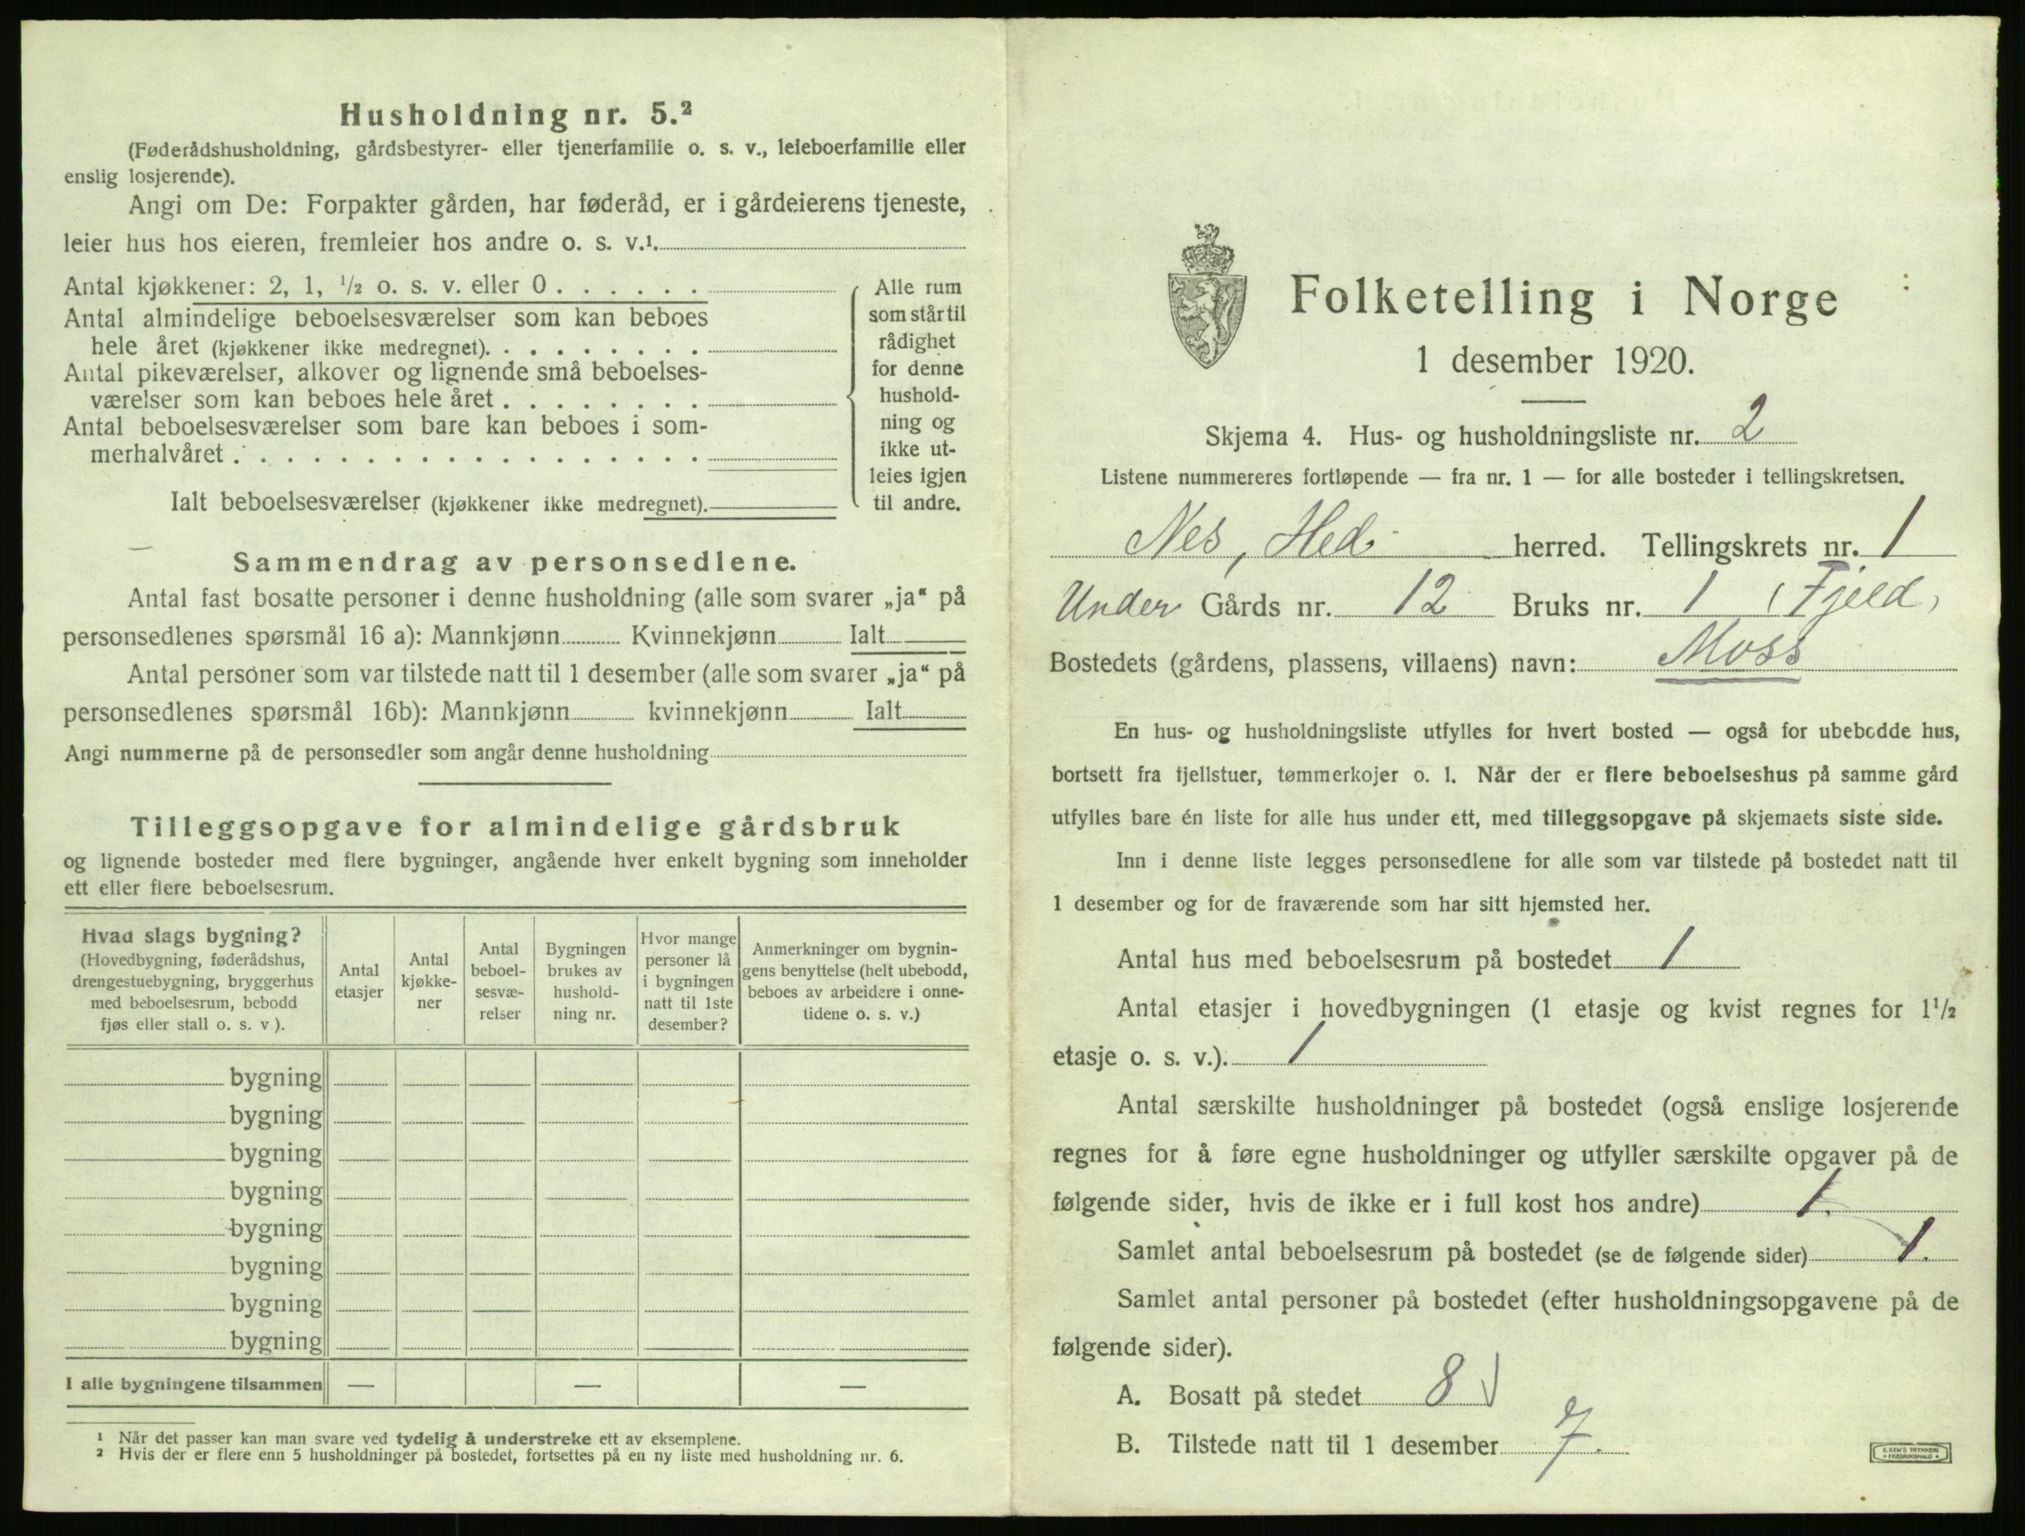 Husholdning nr. 5.²
(Føderådshusholdning, gårdsbestyrer- eller tjenerfamilie o. s. v., leieboerfamilie eller
enslig losjerende).
Angi om De: Forpakter gården, har føderåd, er i gårdeierens tjeneste,
leier hus hos eieren, fremleier hos andre o. s. v.¹.
Antal kjøkkener: 2, 1, ½ o. s. v. eller 0 . . . . . .
Antal almindelige beboelsesværelser som kan beboes
hele året (kjøkkener ikke medregnet). . . . . . . . .
Antal pikeværelser, alkover og lignende små beboelses-
værelser som kan beboes hele året . . . . . . . .
Antal beboelsesværelser som bare kan beboes i som-
merhalvåret . . . . . . . . . . . . . . . . . .
Ialt beboelsesværelser (kjøkkener ikke medregnet).
Alle rum
som står til
rådighet
for denne
hushold-
ning og
ikke ut-
leies igjen
til andre.
Sammendrag av personsedlene.
Antal fast bosatte personer i denne husholdning (alle som svarer „ja“ på
personsedlenes spørsmål 16 a): Mannkjønn Kvinnekjønn Ialt
Antal personer som var tilstede natt til 1 desember (alle som svarer „ja“ på
personsedlenes spørsmål 16b): Mannkjønn kvinnekjønn Ialt
Angi nummerne på de personsedler som angår denne husholdning
Tilleggsopgave for almindelige gårdsbruk
og lignende bosteder med flere bygninger, angående hver enkelt bygning som inneholder
ett eller flere beboelsesrum.
Hvad slags bygning?
(Hovedbygning, føderådshus,
drengestuebygning, bryggerhus
med beboelsesrum, bebodd
fjøs eller stall o. s. v ).
Antal
etasjer
Antal
kjøkke-
ner
Antal
beboel-
sesvæ-
relser
Bygningen
brukes av
hushold-
ning nr.
Hvor mange
personer lå
i bygningen
natt til 1ste
desember?
Anmerkninger om bygnin-
gens benyttelse (helt ubebodd,
beboes av arbeidere i onne-
tidene o. s. v.)
bygning
bygning
bygning
bygning
bygning
bygning
bygning
bygning
I alle bygningene tilsammen — — —
¹ Når det passer kan man svare ved tydelig å understreke ett av eksemplene.
² Hvis der er flere enn 5 husholdninger på bostedet, fortsettes på en ny liste med husholdning nr. 6.
Folketelling i Norge
1 desember 1920.
Skjema 4. Hus- og husholdningsliste nr. 2
Listene nummereres fortløpende — fra nr. 1 — for alle bosteder i tellingskretsen.
Nes, Hed. herred. Tellingskrets nr. 1
Under Gårds nr. 12 Bruks nr. 1 (Fjeld)
Bostedets (gårdens, plassens, villaens) navn: Moss
En hus- og husholdningsliste utfylles for hvert bosted — også for ubebodde hus,
bortsett fra fjellstuer, tømmerkojer o. l. Når der er flere beboelseshus på samme gård
utfylles bare én liste for alle hus under ett, med tilleggsopgave på skjemaets siste side.
Inn i denne liste legges personsedlene for alle som var tilstede på bostedet natt til
1 desember og for de fraværende som har sitt hjemsted her.
Antal hus med beboelsesrum på bostedet 1
Antal etasjer i hovedbygningen (1 etasje og kvist regnes for 1½
etasje o. s. v.). 1
Antal særskilte husholdninger på bostedet (også enslige losjerende
regnes for å føre egne husholdninger og utfyller særskilte opgaver på de
følgende sider, hvis de ikke er i full kost hos andre) 1.
Samlet antal beboelsesrum på bostedet (se de følgende sider) 1.
Samlet antal personer på bostedet (efter husholdningsopgavene på de
følgende sider).
A. Bosatt på stedet 8 √
B. Tilstede natt til 1 desember 7.
E. SEM'S TRYKKERI
FREDRIKSHALD